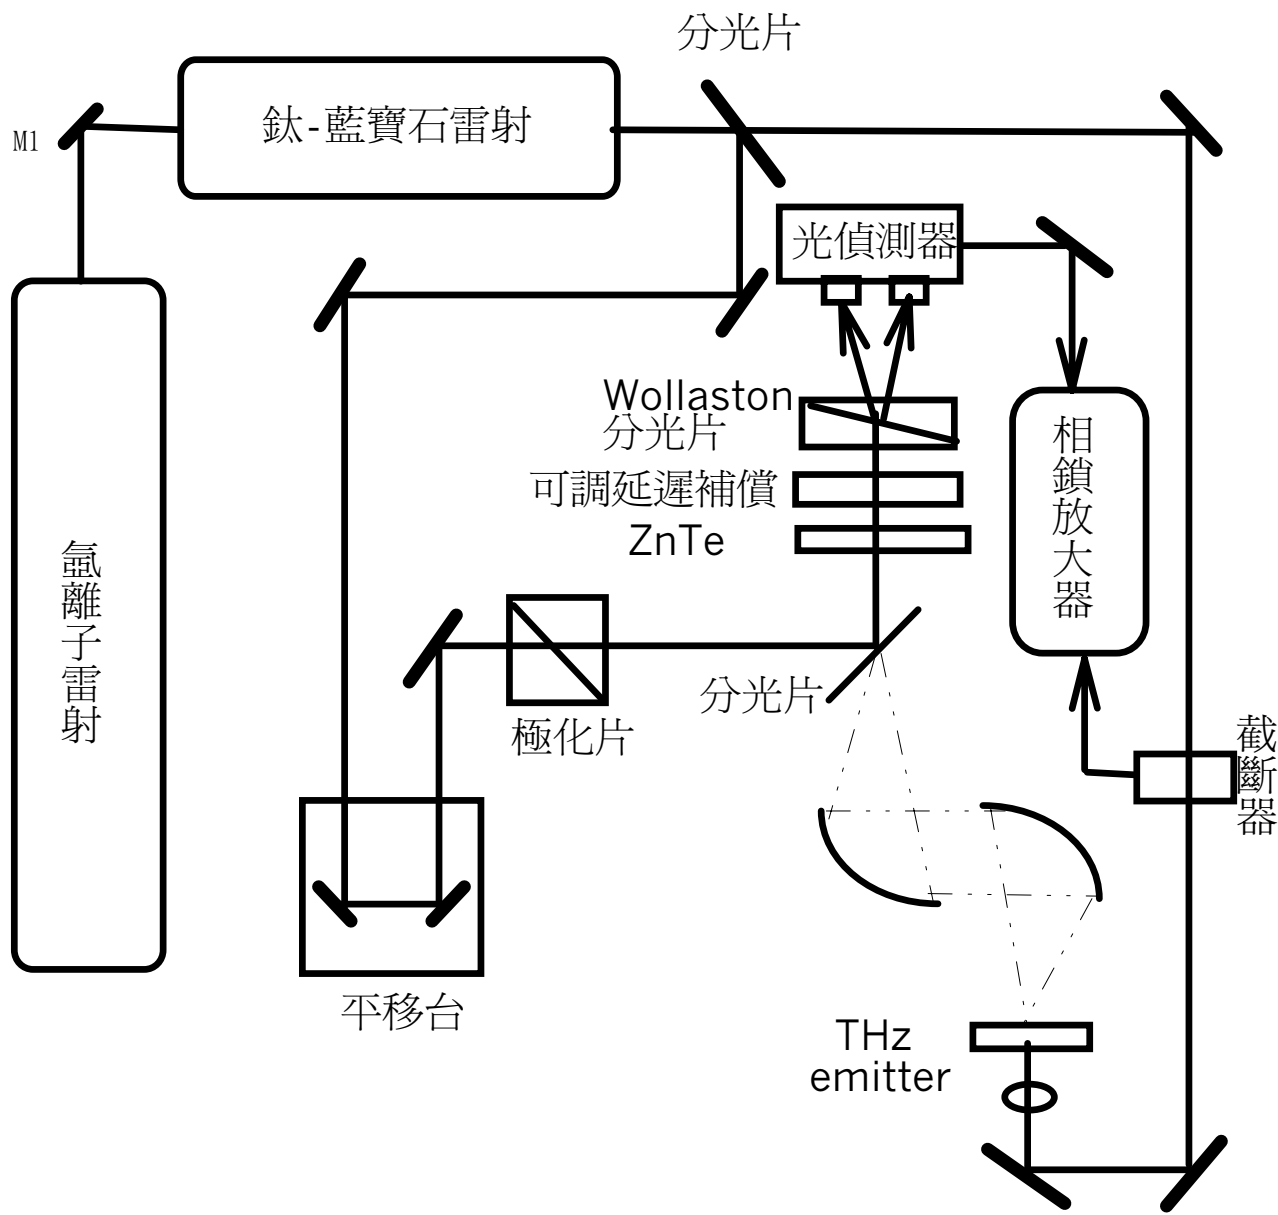 分光片
鈦-藍寶石雷射
M1
光偵測器
Wollaston
分光片
可調延遲補償
ZnTe
相鎖放大器
氬離子雷射
分光片
極化片
截斷器
平移台
THz
emitter